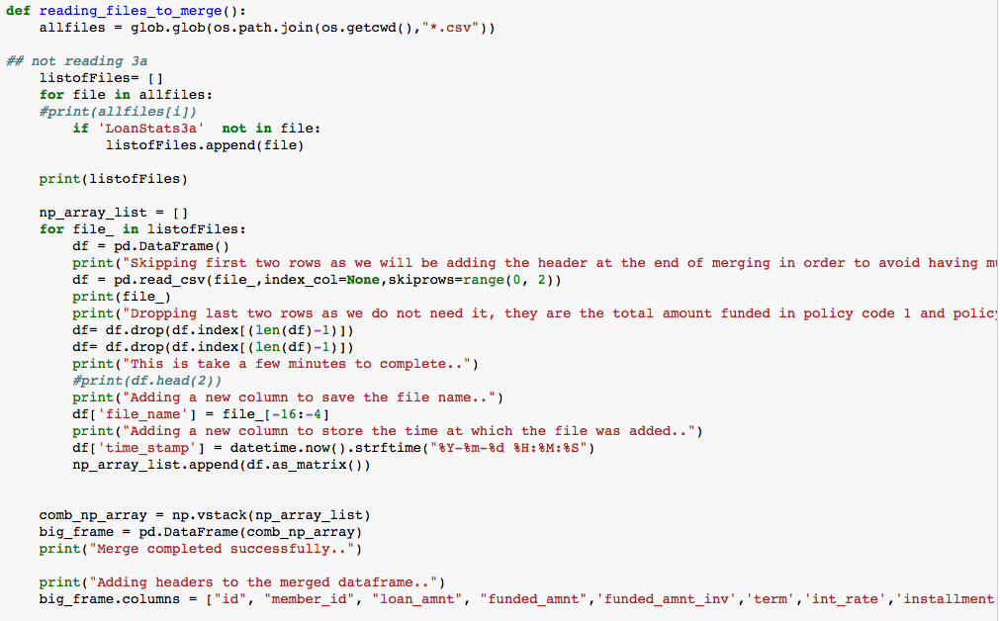 def reading_files_to_merge():
    allfiles = glob.glob(os.path.join(os.getcwd(),"*.csv"))
## not reading 3a
    listofFiles= []
    for file in allfiles:
    #print(allfiles[i])
        if 'LoanStats3a'  not in file:
            listofFiles.append(file)
    print(listofFiles)
    np_array_list = []
    for file_ in listofFiles:
        df = pd.DataFrame()
        print("Skipping first two rows as we will be adding the header at the end of merging in order to avoid having
        df = pd.read_csv(file_,index_col=None,skiprows=range(0, 2))
        print(file_)
        print("Dropping last two rows as we do not need it, they are the total amount funded in policy code 1 and polic
        df= df.drop(df.index[(len(df)-1)])
        df= df.drop(df.index[(len(df)-1)])
        print("This is take a few minutes to complete..")
        #print(df.head(2))
        print("Adding a new column to save the file name..")
        df['file_name'] = file_[-16:-4]
        print("Adding a new column to store the time at which the file was added..")
        df['time_stamp'] = datetime.now().strftime("%Y-%m-%d %H:%M:%S")
        np_array_list.append(df.as_matrix())
    comb_np_array = np.vstack(np_array_list)
    big_frame = pd.DataFrame(comb_np_array)
    print("Merge completed successfully..")
    print("Adding headers to the merged dataframe..")
    big_frame.columns = ["id", "member_id", "loan_amnt", "funded_amnt",'funded_amnt_inv','term','int_rate','installment